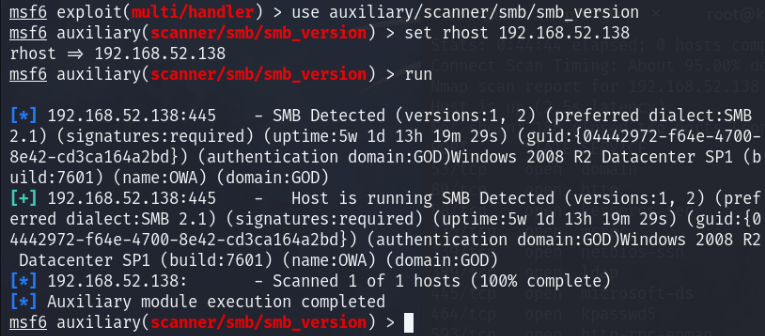 msf6 exploit(multi/handler) > use auxiliary/scanner/smb/smb_version
msf6 auxiliary(scanner/smb/smb_version) > set rhost 192.168.52.138
rhost => 192.168.52.138
msf6 auxiliary(scanner/smb/smb_version) > run
[*] 192.168.52.138:445    - SMB Detected (versions:1, 2) (preferred dialect:SMB
2.1) (signatures:required) (uptime:5w 1d 13h 19m 29s) (guid:{04442972-f64e-4700-
8e42-cd3ca164a2bd}) (authentication domain:GOD)Windows 2008 R2 Datacenter SP1 (b
uild:7601) (name:OWA) (domain:GOD)
[+] 192.168.52.138:445    -   Host is running SMB Detected (versions:1, 2) (pref
erred dialect:SMB 2.1) (signatures:required) (uptime:5w 1d 13h 19m 29s) (guid:{0
4442972-f64e-4700-8e42-cd3ca164a2bd}) (authentication domain:GOD)Windows 2008 R2
 Datacenter SP1 (build:7601) (name:OWA) (domain:GOD)
[*] 192.168.52.138:       - Scanned 1 of 1 hosts (100% complete)
[*] Auxiliary module execution completed
msf6 auxiliary(scanner/smb/smb_version) >